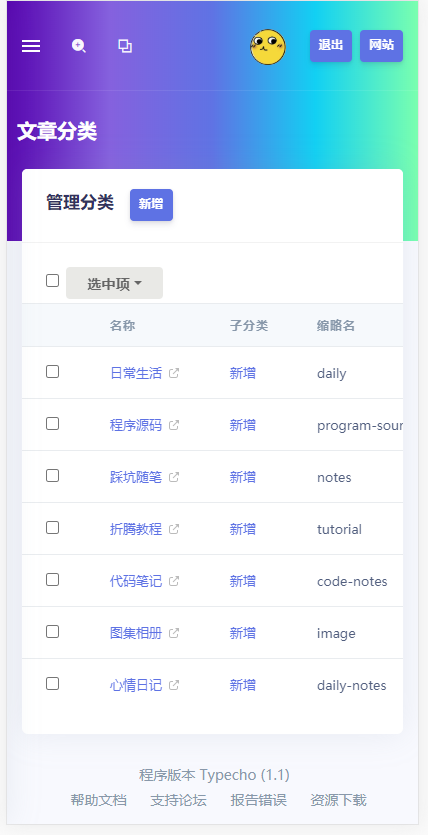 退出 网站
文章分类
管理分类 新增
选中项
名称 子分类 缩略名
日常生活 新增 daily
程序源码 新增 program-sour
踩坑随笔 新增 notes
折腾教程 新增 tutorial
代码笔记 新增 code-notes
图集相册 新增 image
心情日记 新增 daily-notes
程序版本 Typecho (1.1)
帮助文档 支持论坛 报告错误 资源下载